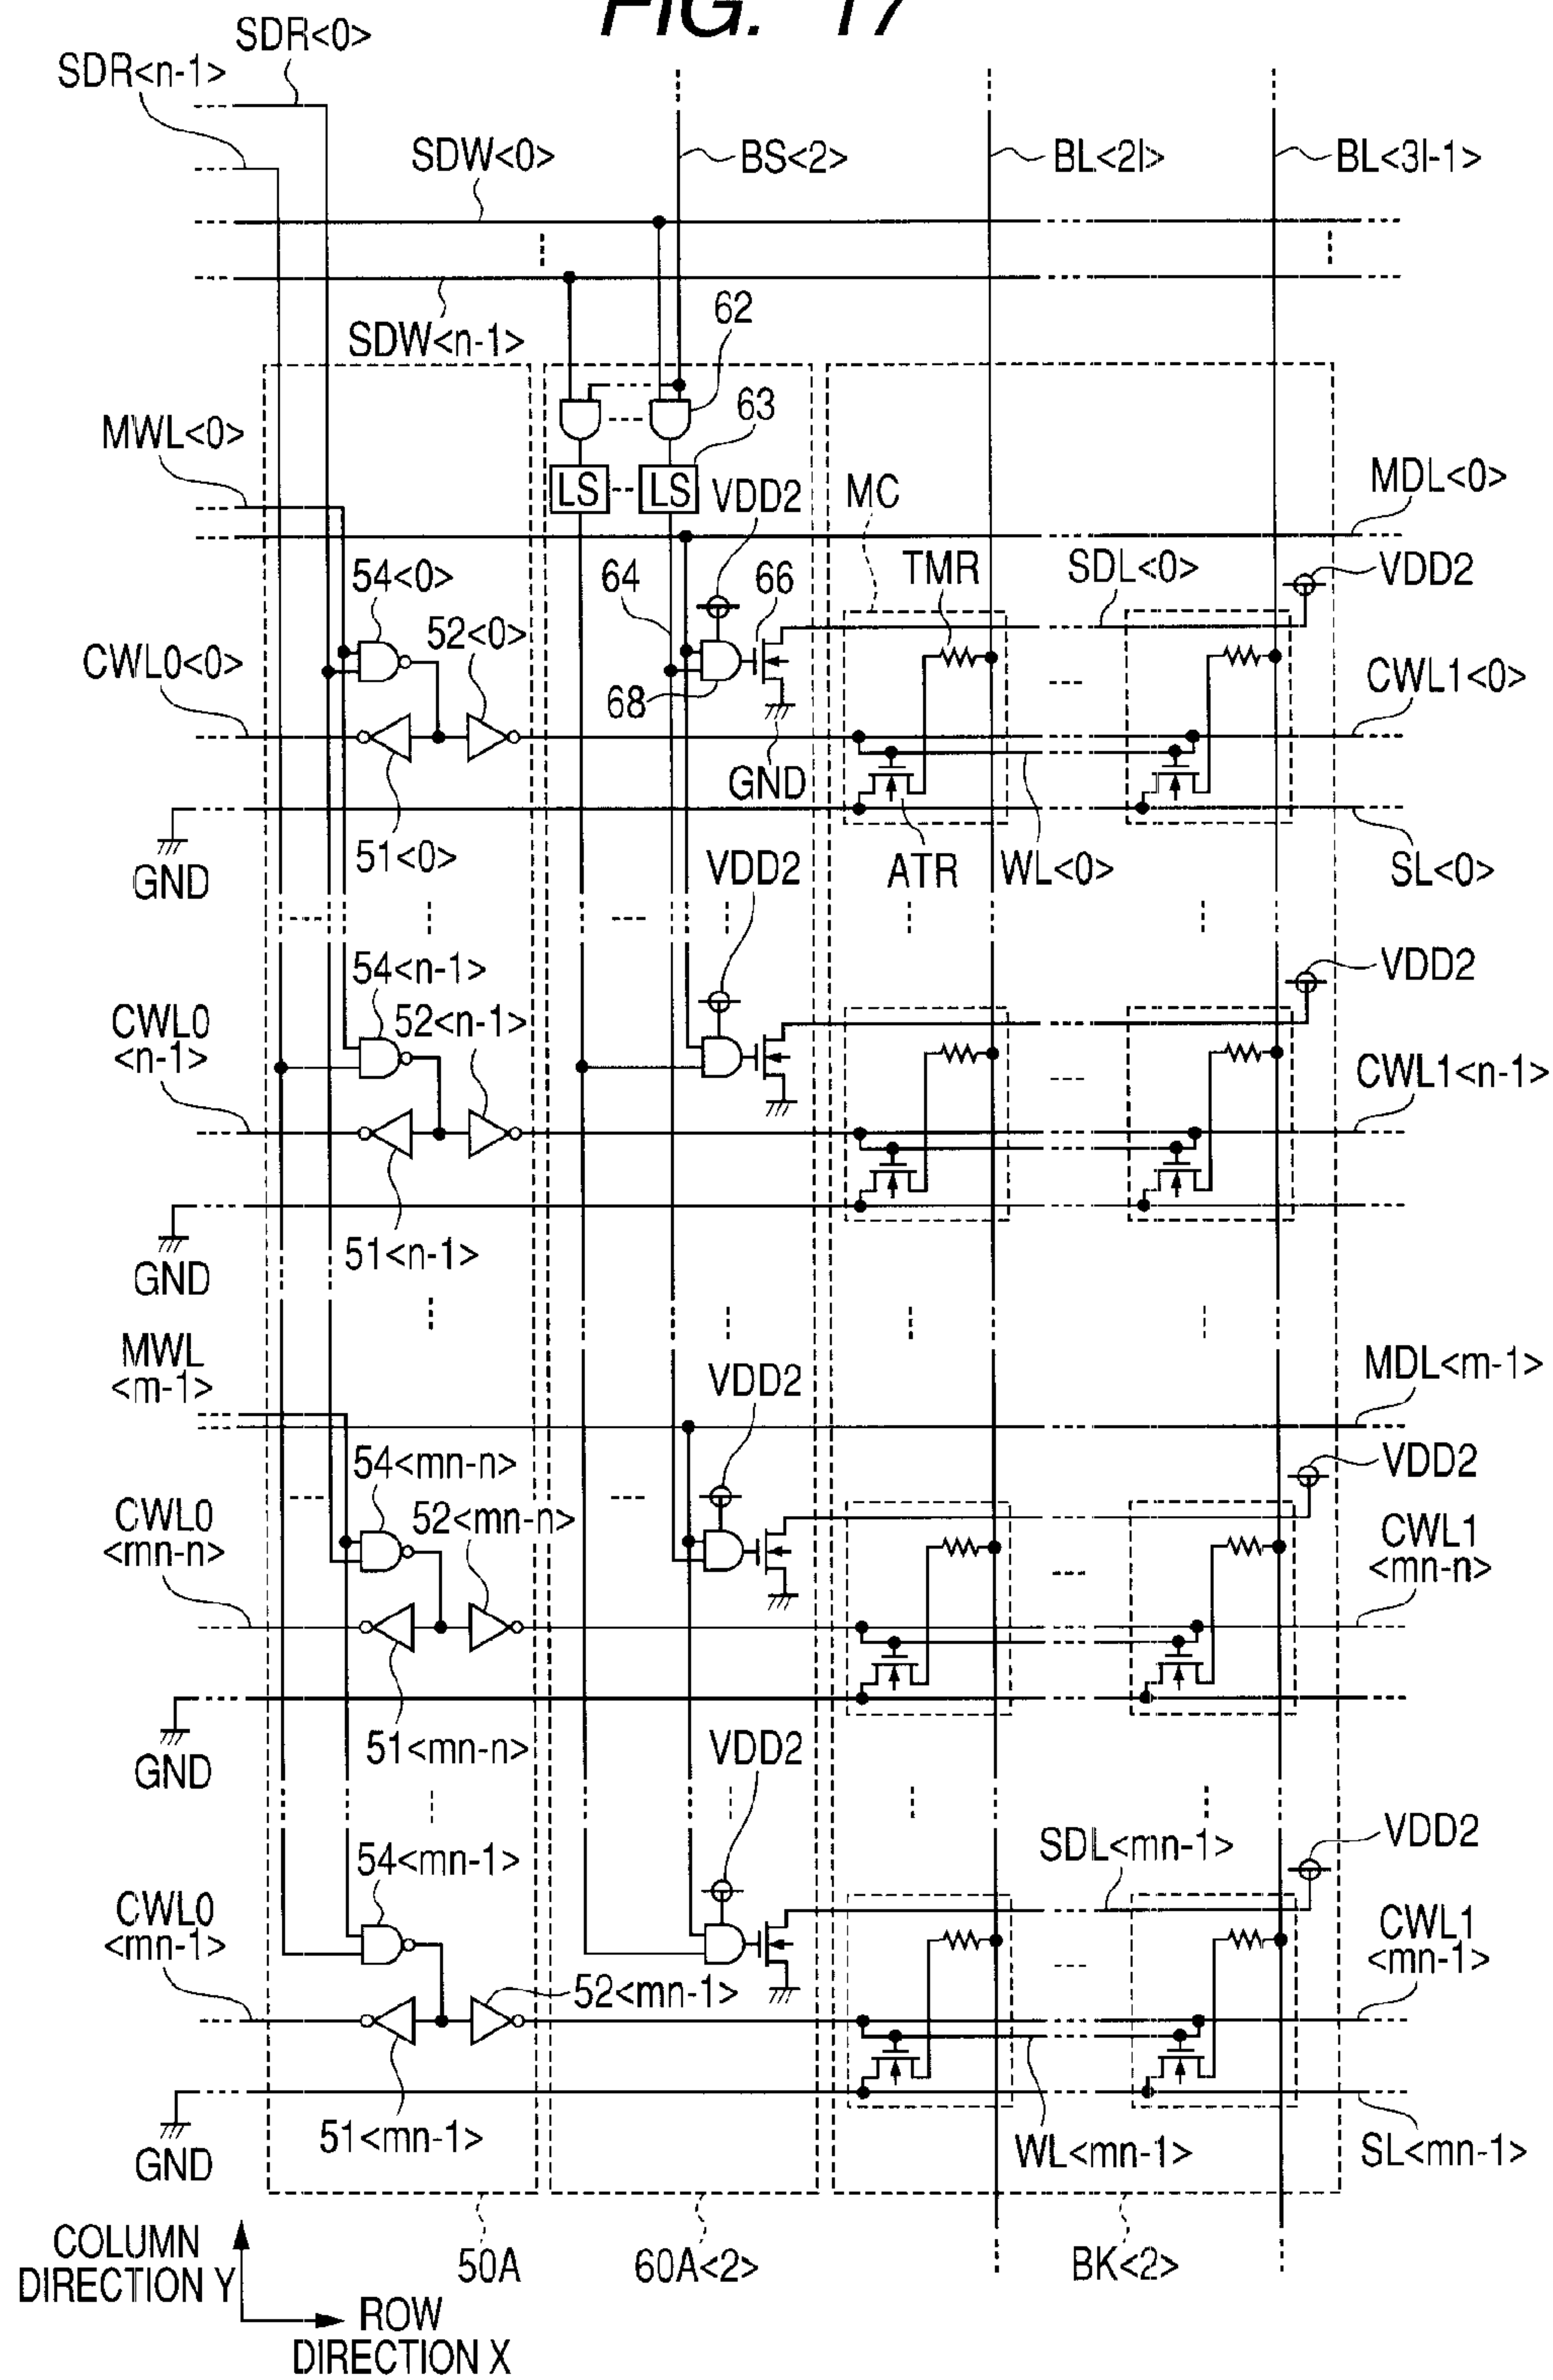 FIG. 17
SDR<0>
SDR<n-1>
SDW<0>
BS<2>
BL<2l>
BL<3l-1>
SDW<n-1>
62
MWL<0>
63
LS
LS
VDD2
MC
MDL<0>
54<0>
64
66
TMR
SDL<0>
VDD2
52<0>
CWL0<0>
CWL1<0>
68
GND
51<0>
GND
VDD2
ATR
WL<0>
SL<0>
54<n-1>
VDD2
CWL0
<n-1>
52<n-1>
CWL1<n-1>
51<n-1>
GND
MWL
<m-1>
VDD2
MDL<m-1>
54<mn-n>
VDD2
CWL0
<mn-n>
52<mn-n>
CWL1
<mn-n>
51<mn-n>
GND
VDD2
54<mn-1>
SDL<mn-1>
VDD2
CWL0
<mn-1>
CWL1
<mn-1>
52<mn-1>
51<mn-1>
GND
WL<mn-1>
SL<mn-1>
50A
60A<2>
BK<2>
COLUMN
DIRECTION Y
ROW
DIRECTION X